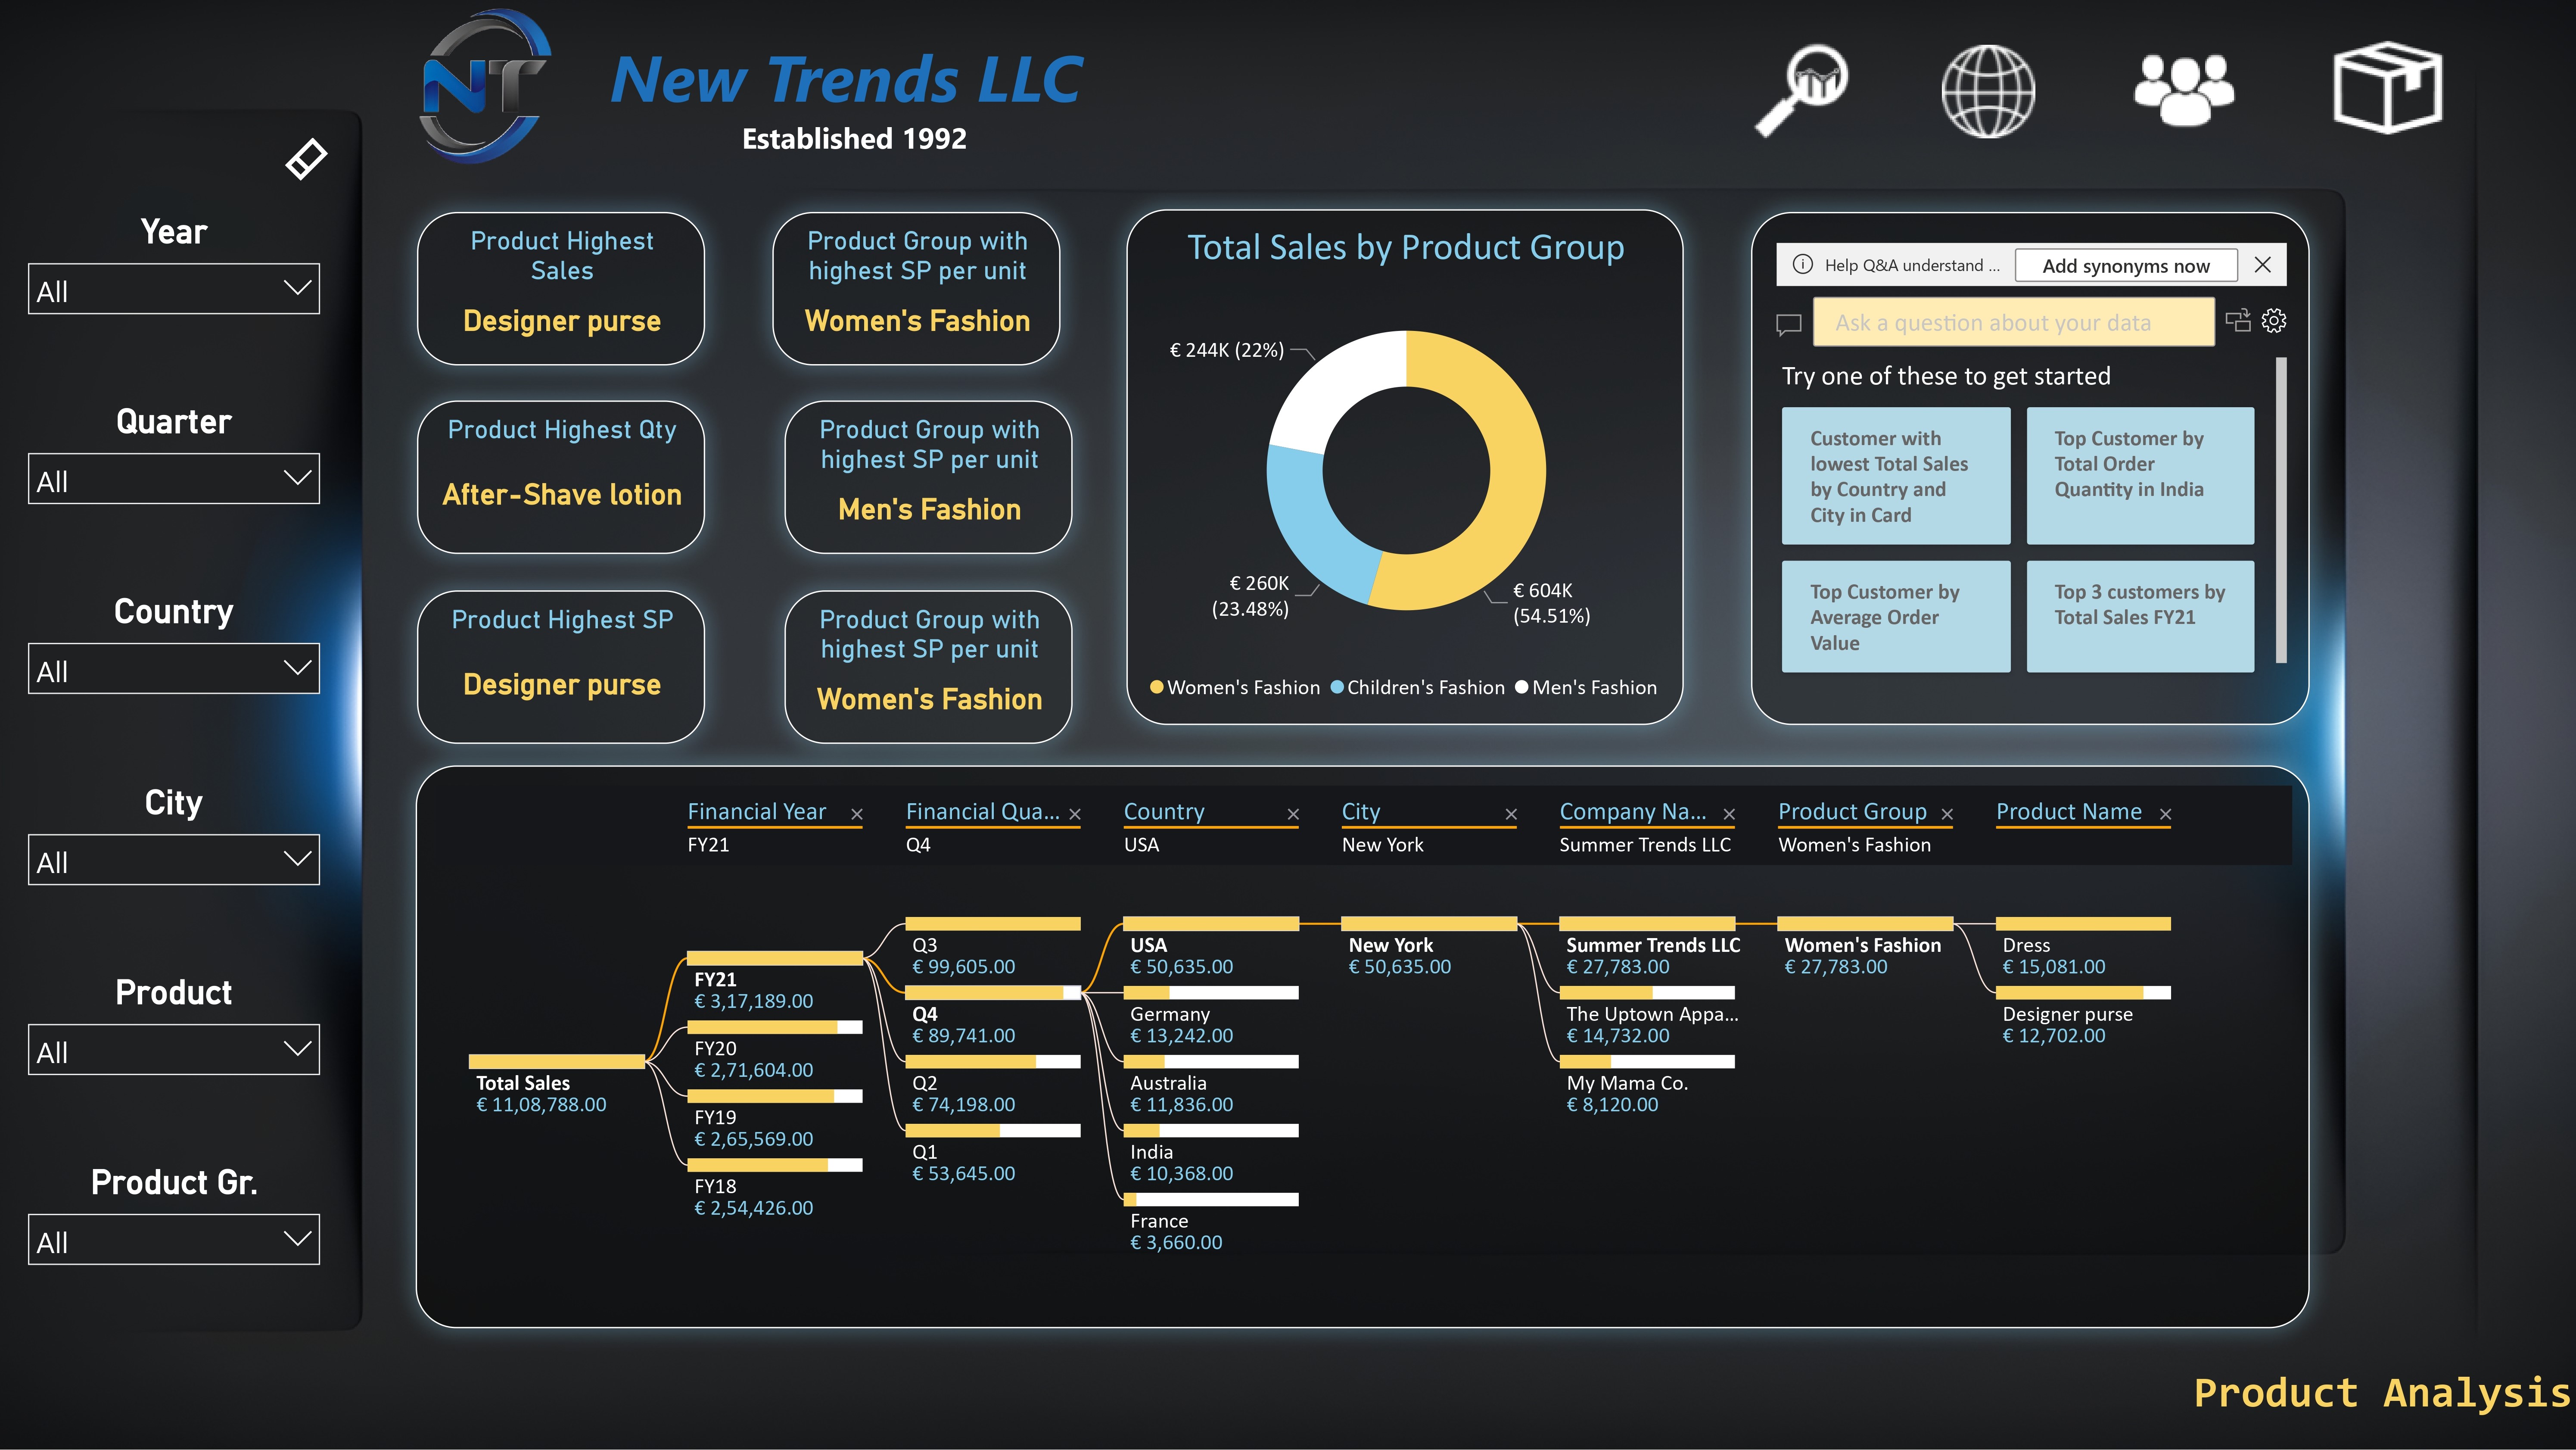 NT
New Trends LLC
Established 1992
Year
All
Quarter
All
Country
All
City
All
Product
All
Product Gr.
All
Product Highest
Sales
Designer purse
Product Group with
highest SP per unit
Women's Fashion
Product Highest Qty
After-Shave lotion
Product Group with
highest SP per unit
Men's Fashion
Product Highest SP
Designer purse
Product Group with
highest SP per unit
Women's Fashion
Total Sales by Product Group
€ 244K (22%)
€ 260K
(23.48%)
€ 604K
(54.51%)
Women's Fashion Children's Fashion Men's Fashion
Help Q&A understand ... Add synonyms now
Ask a question about your data
Try one of these to get started
Customer with
lowest Total Sales
by Country and
City in Card
Top Customer by
Total Order
Quantity in India
Top Customer by
Average Order
Value
Top 3 customers by
Total Sales FY21
Financial Year
FY21
Financial Qua...
Q4
Country
USA
City
New York
Company Na...
Summer Trends LLC
Product Group
Women's Fashion
Product Name
Total Sales
€ 11,08,788.00
FY21
€ 3,17,189.00
FY20
€ 2,71,604.00
FY19
€ 2,65,569.00
FY18
€ 2,54,426.00
Q3
€ 99,605.00
Q4
€ 89,741.00
Q2
€ 74,198.00
Q1
€ 53,645.00
USA
€ 50,635.00
Germany
€ 13,242.00
Australia
€ 11,836.00
India
€ 10,368.00
France
€ 3,660.00
New York
€ 50,635.00
Summer Trends LLC
€ 27,783.00
The Uptown Appa...
€ 14,732.00
My Mama Co.
€ 8,120.00
Women's Fashion
€ 27,783.00
Dress
€ 15,081.00
Designer purse
€ 12,702.00
Product Analysis